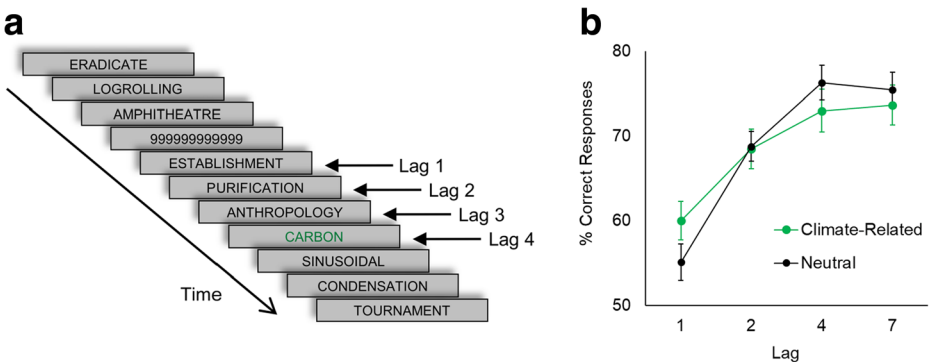 a
ERADICATE
LOGROLLING
AMPHITHEATRE
999999999999
ESTABLISHMENT
Lag 1
PURIFICATION
Lag 2
ANTHROPOLOGY
Lag 3
CARBON
Lag 4
SINUSOIDAL
CONDENSATION
TOURNAMENT
Time
b
80
70
60
50
% Correct Responses
Climate-Related
Neutral
1 2 4 7
Lag